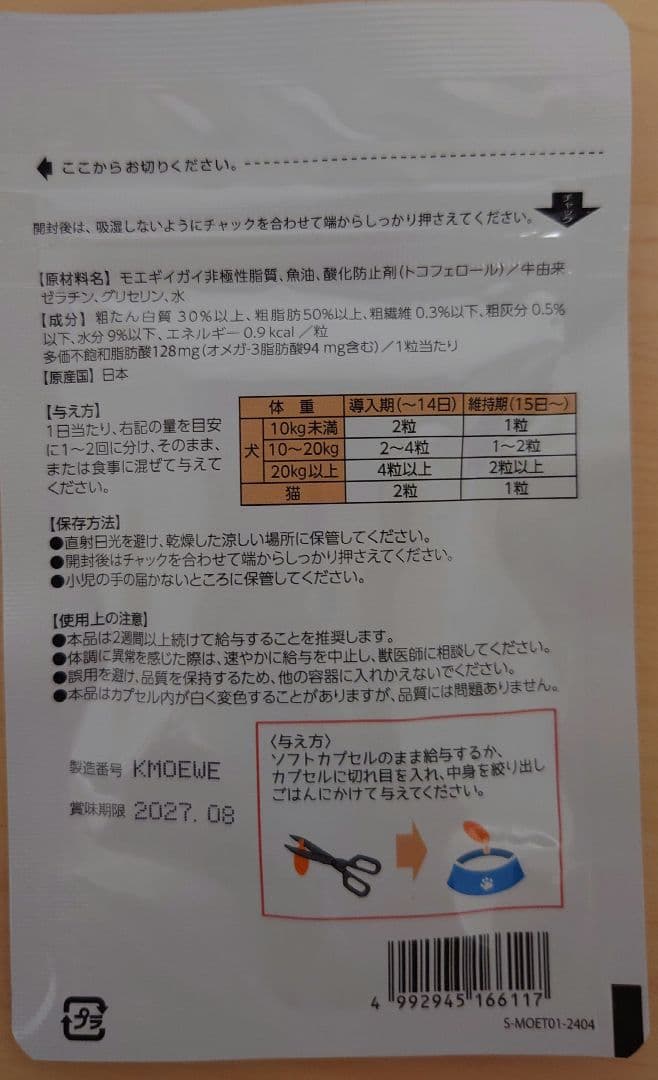 ここからお切りください。
チャック
開封後は、吸湿しないようにチャックを合わせて端からしっかり押さえてください。
【原材料名】 モエギイガイ非極性脂質、魚油、酸化防止剤(トコフェロール)／牛由来
ゼラチン、グリセリン、水
【成分】 粗たん白質 30%以上、粗脂肪50%以上、粗繊維 0.3%以下、粗灰分 0.5%
以下、水分 9%以下、エネルギー 0.9 kcal ／粒
多価不飽和脂肪酸128mg(オメガ-3脂肪酸94 mg含む)／1粒当たり
【原産国】 日本
【与え方】
1日当たり、右記の量を目安
に1〜2回に分け、そのまま、
または食事に混ぜて与えて
ください。
体 重 導入期(〜14日) 維持期(15日〜)
犬 10kg未満 2粒 1粒
10〜20kg 2〜4粒 1〜2粒
20kg以上 4粒以上 2粒以上
猫 2粒 1粒
【保存方法】
●直射日光を避け、乾燥した涼しい場所に保管してください。
●開封後はチャックを合わせて端からしっかり押さえてください。
●小児の手の届かないところに保管してください。
【使用上の注意】
●本品は2週間以上続けて給与することを推奨します。
●体調に異常を感じた際は、速やかに給与を中止し、獣医師に相談してください。
●誤用を避け、品質を保持するため、他の容器に入れかえないでください。
●本品はカプセル内が白く変色することがありますが、品質には問題ありません。
製造番号 KMOEWE
賞味期限 2027.08
〈与え方〉
ソフトカプセルのまま給与するか、
カプセルに切れ目を入れ、中身を絞り出し
ごはんにかけて与えてください。
4 992945 166117
S-MOET01-2404
プラ